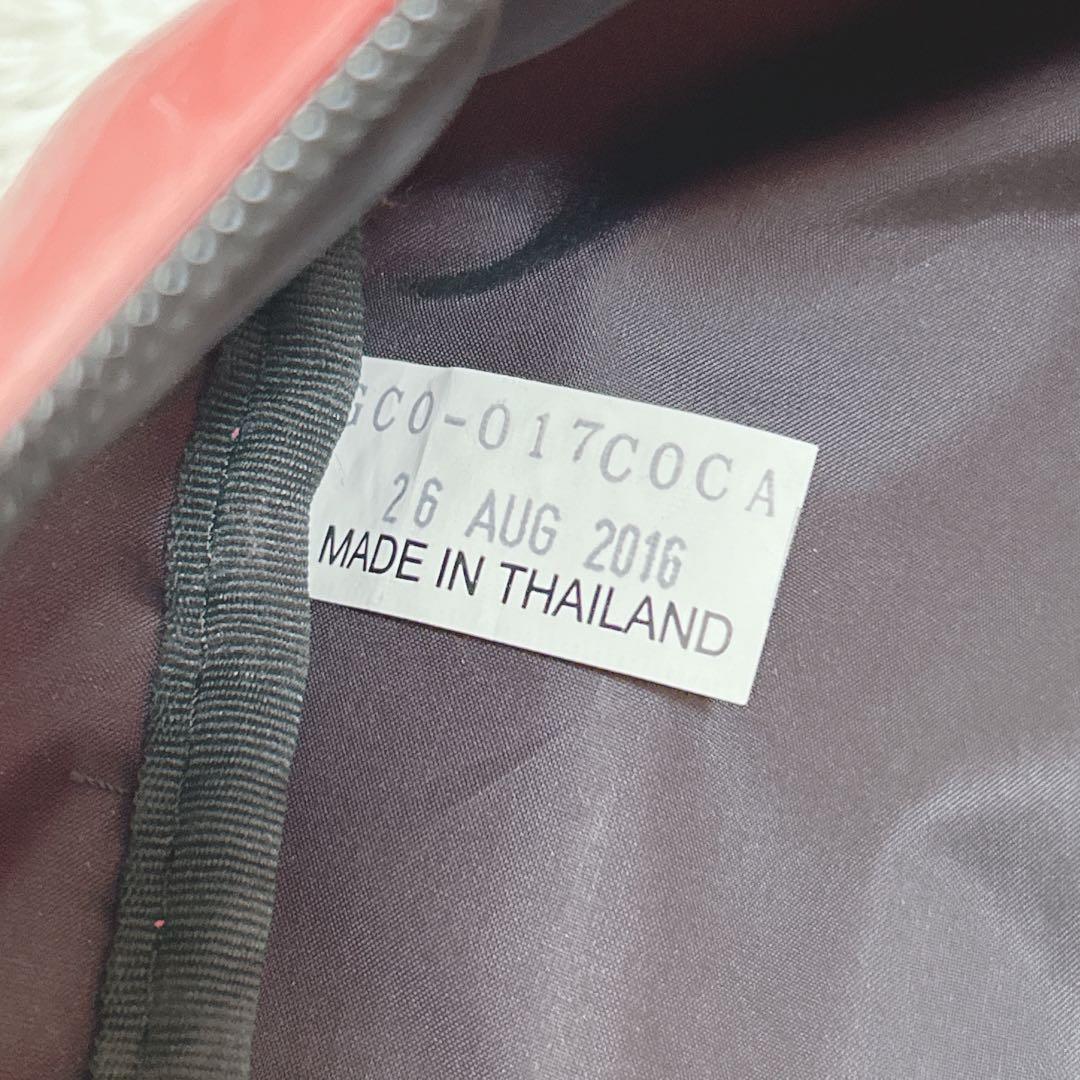 GC0-017COCA
26 AUG 2016
MADE IN THAILAND